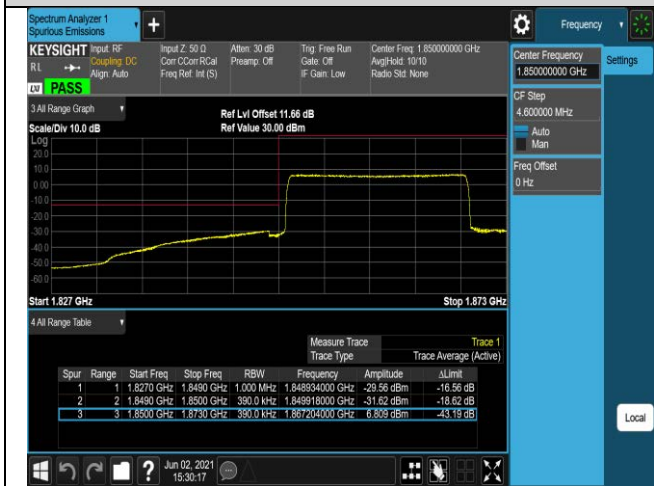 Spectrum Analyzer 1
Spurious Emissions
Frequency
KEYSIGHT
Input: RF
Coupling: DC
Align: Auto
Input Z: 50 Ω
Corr CCorr RCal
Freq Ref: Int (S)
Atten: 30 dB
Preamp: Off
Trig: Free Run
Gate: Off
IF Gain: Low
Center Freq: 1.850000000 GHz
Avg|Hold: 10/10
Radio Std: None
PASS
Center Frequency
1.850000000 GHz
Settings
CF Step
4.600000 MHz
Auto
Man
Freq Offset
0 Hz
3 All Range Graph
Scale/Div 10.0 dB
Ref Lvl Offset 11.66 dB
Ref Value 30.00 dBm
Log
20.0
10.0
0.00
-10.0
-20.0
-30.0
-40.0
-50.0
-60.0
Start 1.827 GHz
Stop 1.873 GHz
4 All Range Table
Measure Trace Trace 1
Trace Type Trace Average (Active)
Spur Range Start Freq Stop Freq RBW Frequency Amplitude ΔLimit
1 1 1.8270 GHz 1.8490 GHz 1.000 MHz 1.848934000 GHz -29.56 dBm -16.56 dB
2 2 1.8490 GHz 1.8500 GHz 390.0 kHz 1.849918000 GHz -31.62 dBm -18.62 dB
3 3 1.8500 GHz 1.8730 GHz 390.0 kHz 1.867204000 GHz 6.809 dBm -43.19 dB
Local
Jun 02, 2021
15:30:17